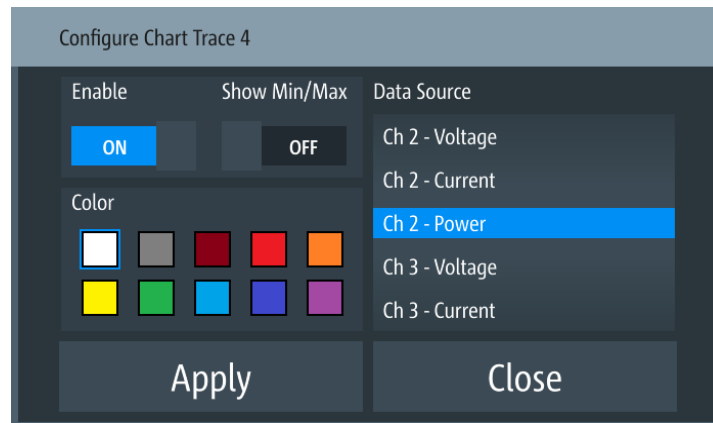 Configure Chart Trace 4
Enable
Show Min/Max
ON
OFF
Color
Data Source
Ch 2 - Voltage
Ch 2 - Current
Ch 2 - Power
Ch 3 - Voltage
Ch 3 - Current
Apply
Close